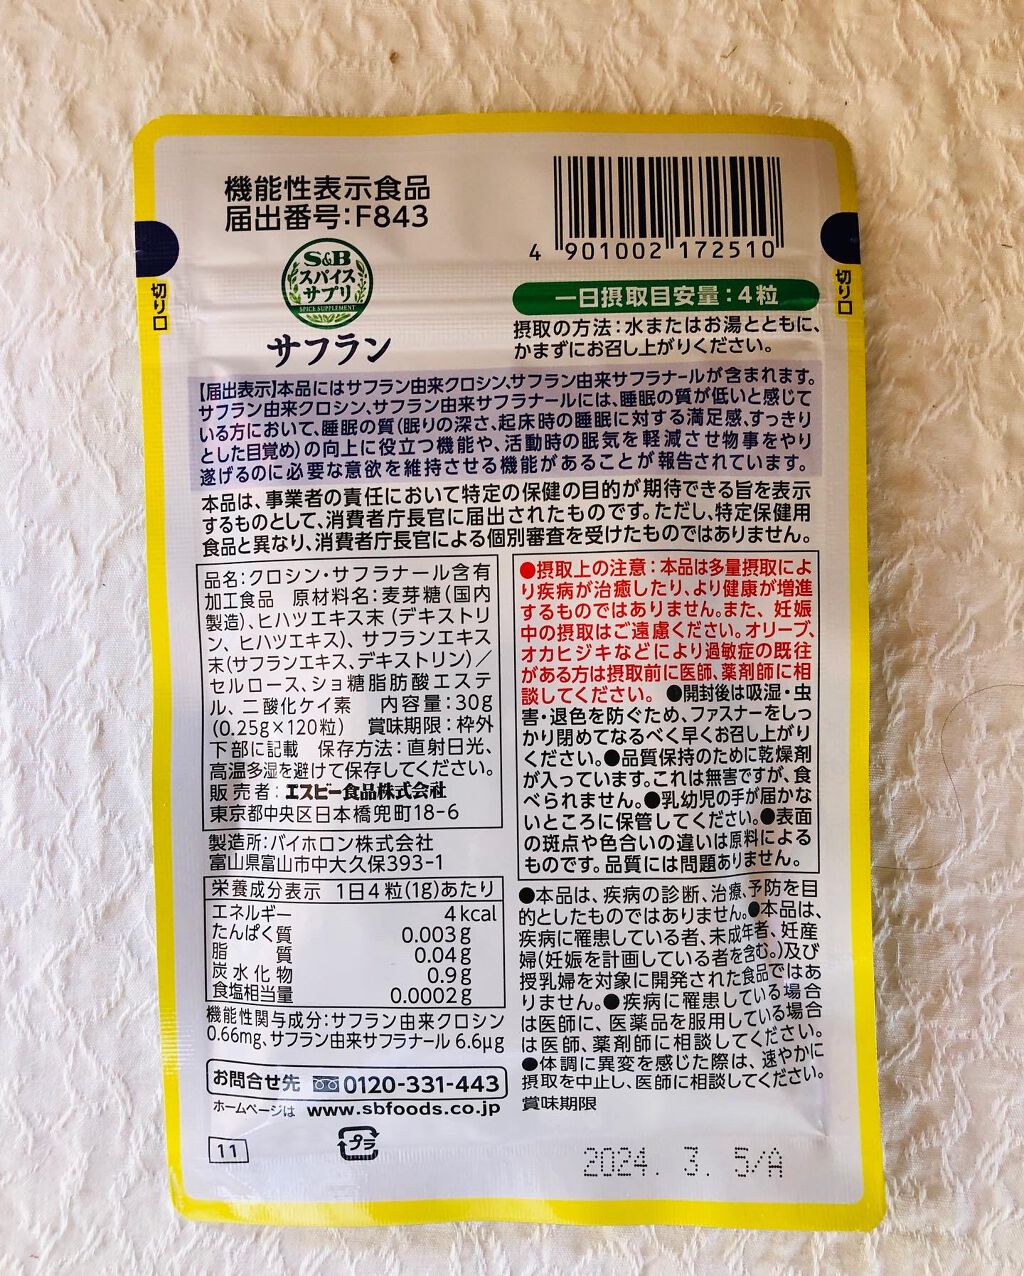 機能性表示食品
届出番号:F843
4 901002 172510
S&B
スパイス
サプリ
SPICE SUPPLEMENT
サフラン
切り口
切り口
一日摂取目安量:4粒
摂取の方法:水またはお湯とともに、
かまずにお召し上がりください。
【届出表示】本品にはサフラン由来クロシン、サフラン由来サフラナールが含まれます。
サフラン由来クロシン、サフラン由来サフラナールには、睡眠の質が低いと感じて
いる方において、睡眠の質(眠りの深さ、起床時の睡眠に対する満足感、すっきり
とした目覚め)の向上に役立つ機能や、活動時の眠気を軽減させ物事をやり
遂げるのに必要な意欲を維持させる機能があることが報告されています。
本品は、事業者の責任において特定の保健の目的が期待できる旨を表示
するものとして、消費者庁長官に届出されたものです。ただし、特定保健用
食品と異なり、消費者庁長官による個別審査を受けたものではありません。
品名:クロシン・サフラナール含有
加工食品 原材料名:麦芽糖(国内
製造)、ヒハツエキス末(デキストリ
ン、ヒハツエキス)、サフランエキス
末(サフランエキス、デキストリン)/
セルロース、ショ糖脂肪酸エステ
ル、二酸化ケイ素 内容量:30g
(0.25g×120粒) 賞味期限:枠外
下部に記載 保存方法:直射日光、
高温多湿を避けて保存してください。
販売者:エスビー食品株式会社
東京都中央区日本橋兜町18-6
製造所:バイホロン株式会社
富山県富山市中大久保393-1
栄養成分表示 1日4粒(1g)あたり
エネルギー 4kcal
たんぱく質 0.003g
脂質 0.04g
炭水化物 0.9g
食塩相当量 0.0002g
機能性関与成分:サフラン由来クロシン
0.66mg、サフラン由来サフラナール 6.6μg
お問合せ先 0120-331-443
ホームページは www.sbfoods.co.jp
11
プラ
●摂取上の注意:本品は多量摂取によ
り疾病が治癒したり、より健康が増進
するものではありません。また、妊娠
中の摂取はご遠慮ください。オリーブ、
オカヒジキなどにより過敏症の既往
がある方は摂取前に医師、薬剤師に相
談してください。●開封後は吸湿・虫
害・退色を防ぐため、ファスナーをしっ
かり閉めてなるべく早くお召し上がり
ください。●品質保持のために乾燥剤
が入っています。これは無害ですが、食
べられません。●乳幼児の手が届かな
いところに保管してください。●表面
の斑点や色合いの違いは原料による
ものです。品質には問題ありません。
●本品は、疾病の診断、治療、予防を目
的としたものではありません。●本品は、
疾病に罹患している者、未成年者、妊産
婦(妊娠を計画している者を含む。)及び
授乳婦を対象に開発された食品ではあ
りません。●疾病に罹患している場合
は医師に、医薬品を服用している場合
は医師、薬剤師に相談してください。
●体調に異変を感じた際は、速やかに
摂取を中止し、医師に相談してください。
賞味期限
2024. 3. 5/A